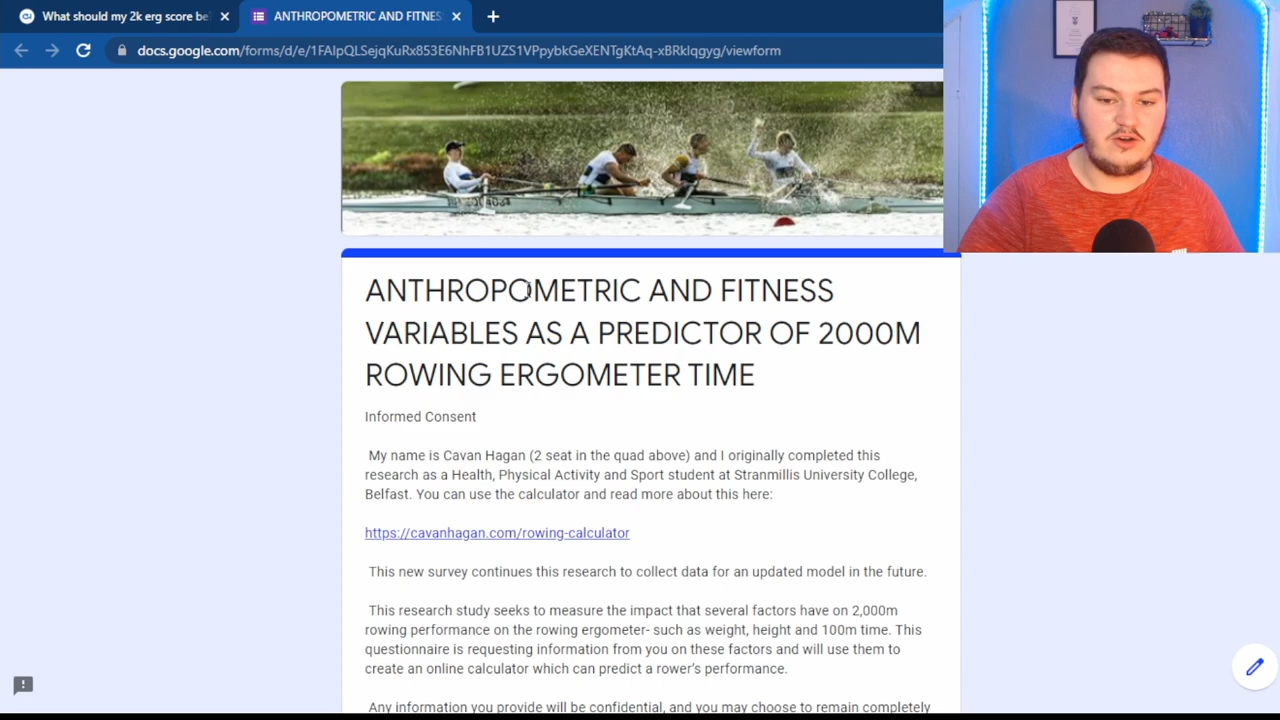 What should my 2k erg score be
ANTHROPOMETRIC AND FITNES
docs.google.com/forms/d/e/1FAIpQLSejqKuRx853E6NhFB1UZS1VPpybkGeXENTgKtAq-xBRkIqgyg/viewform
ANTHROPOMETRIC AND FITNESS
VARIABLES AS A PREDICTOR OF 2000M
ROWING ERGOMETER TIME
Informed Consent
My name is Cavan Hagan (2 seat in the quad above) and I originally completed this
research as a Health, Physical Activity and Sport student at Stranmillis University College,
Belfast. You can use the calculator and read more about this here:
https://cavanhagan.com/rowing-calculator
This new survey continues this research to collect data for an updated model in the future.
This research study seeks to measure the impact that several factors have on 2,000m
rowing performance on the rowing ergometer- such as weight, height and 100m time. This
questionnaire is requesting information from you on these factors and will use them to
create an online calculator which can predict a rower's performance.
Any information you provide will be confidential, and you may choose to remain completely